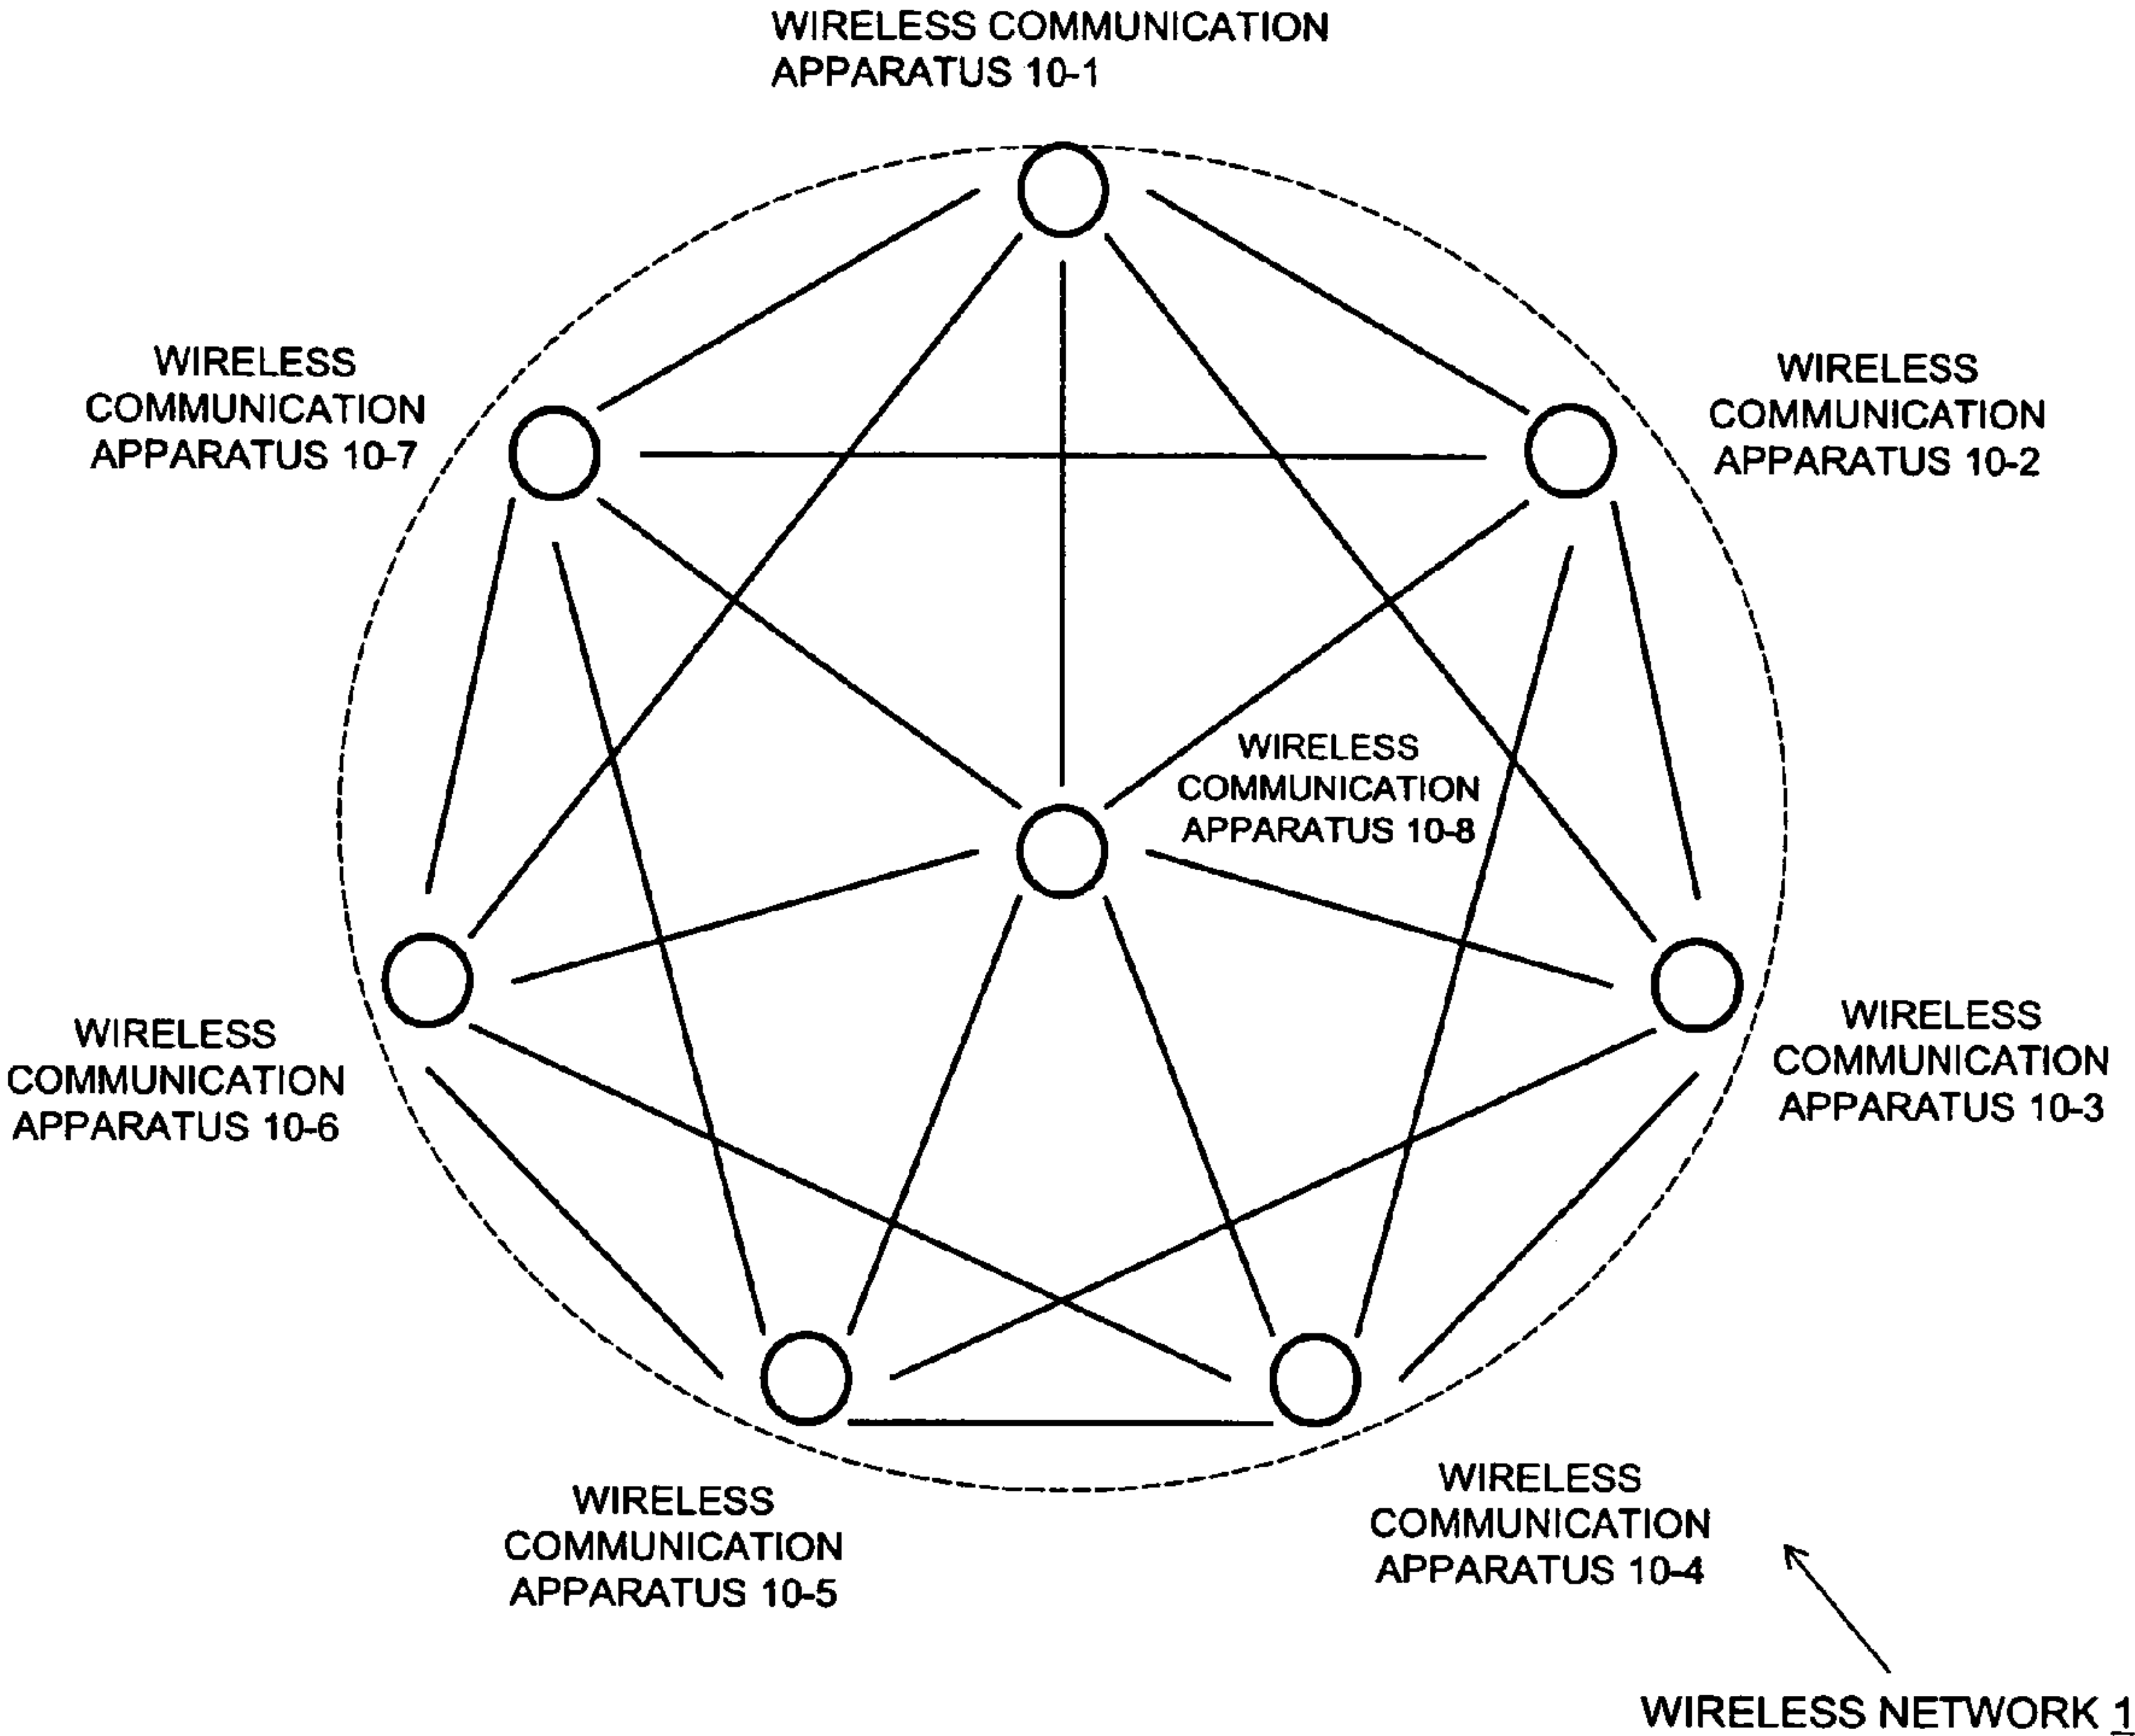 WIRELESS COMMUNICATION
APPARATUS 10-1
WIRELESS
COMMUNICATION
APPARATUS 10-7
WIRELESS
COMMUNICATION
APPARATUS 10-2
WIRELESS
COMMUNICATION
APPARATUS 10-8
WIRELESS
COMMUNICATION
APPARATUS 10-6
WIRELESS
COMMUNICATION
APPARATUS 10-3
WIRELESS
COMMUNICATION
APPARATUS 10-5
WIRELESS
COMMUNICATION
APPARATUS 10-4
WIRELESS NETWORK 1